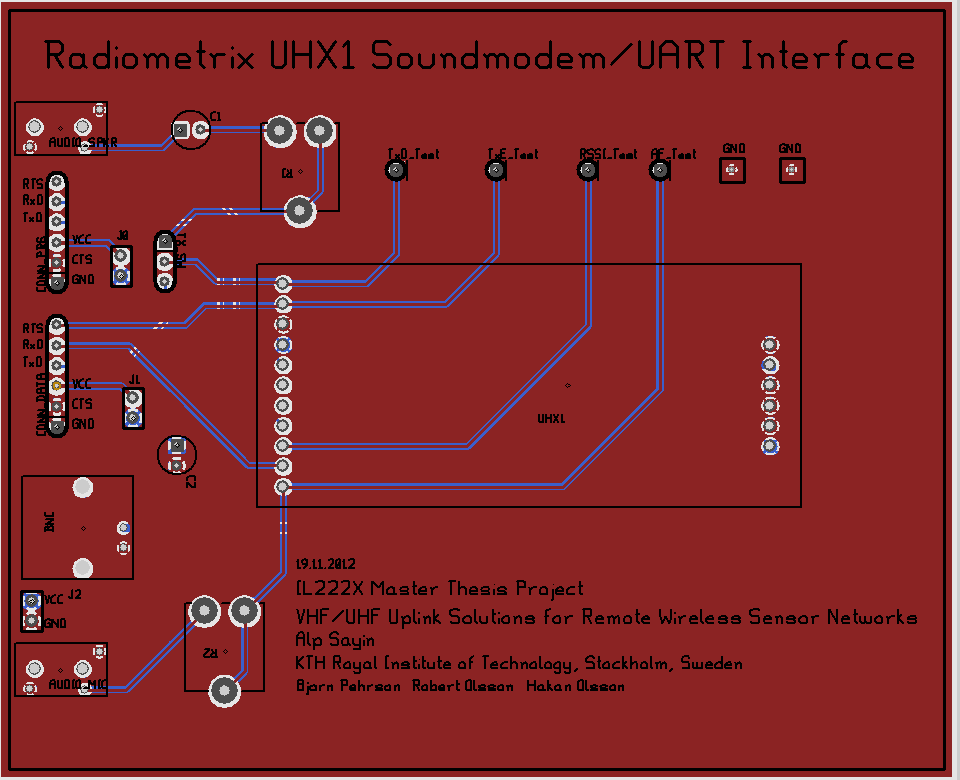 Radiometrix UHX1 Soundmodem/UART Interface
C1
AUDIO_SPKR
R1
TxD_Test
TxE_Test
RSSI_Test
AF_Test
GND
GND
RTS
RxD
TxD
VCC
CTS
GND
CONN_PRG
J0
RTS
RxD
TxD
VCC
CTS
GND
CONN_DATA
J1
UHX1
C2
BNC
J2
VCC
GND
AUDIO_MIC
R2
19.11.2012
IL222X Master Thesis Project
VHF/UHF Uplink Solutions for Remote Wireless Sensor Networks
Alp Sayin
KTH Royal Institute of Technology, Stockholm, Sweden
Bjorn Pehrson Robert Olsson Hakan Olsson